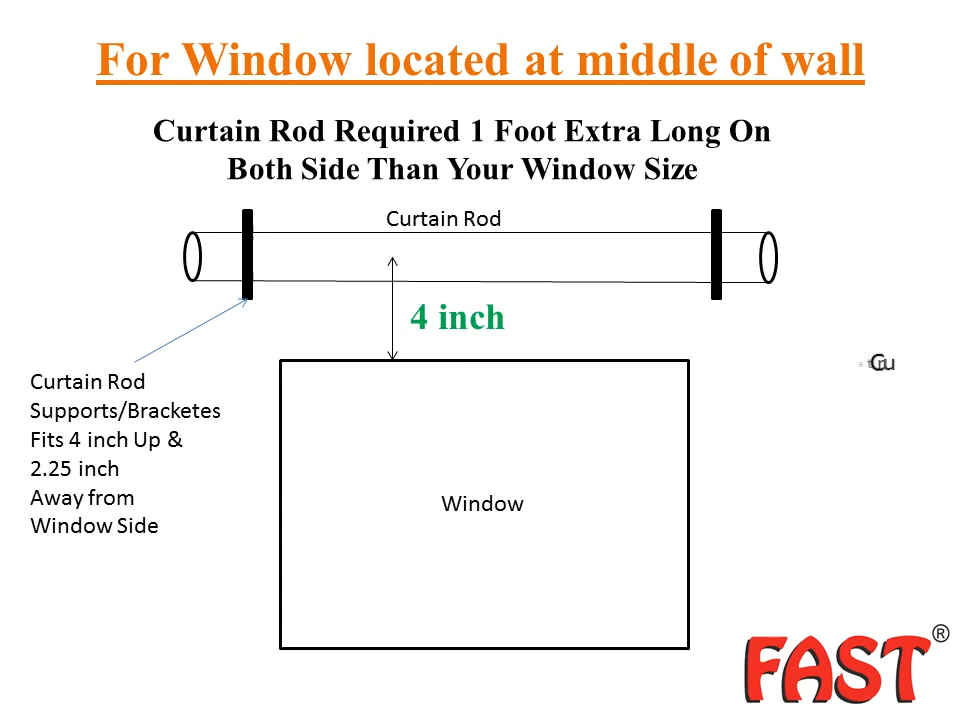 For Window located at middle of wall
Curtain Rod Required 1 Foot Extra Long On
Both Side Than Your Window Size
Curtain Rod
4 inch
Curtain Rod
Supports/Bracketes
Fits 4 inch Up &
2.25 inch
Away from
Window Side
Window
FAST®